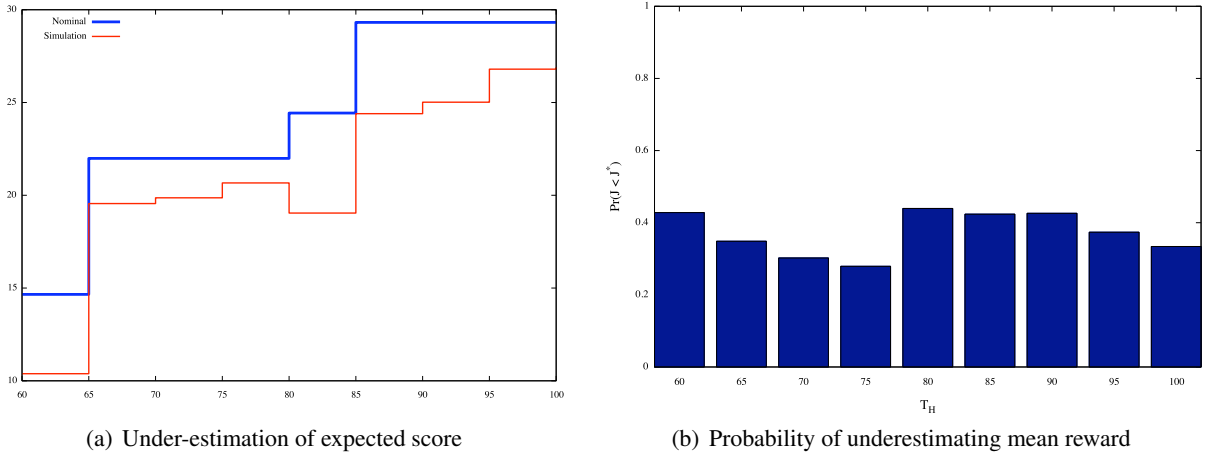 Nominal
Simulation
30
25
20
15
10
60 65 70 75 80 85 90 95 100
(a) Under-estimation of expected score
1
0.8
0.6
0.4
0.2
0
Pr(J < J*)
60 65 70 75 80 85 90 95 100
T_H
(b) Probability of underestimating mean reward